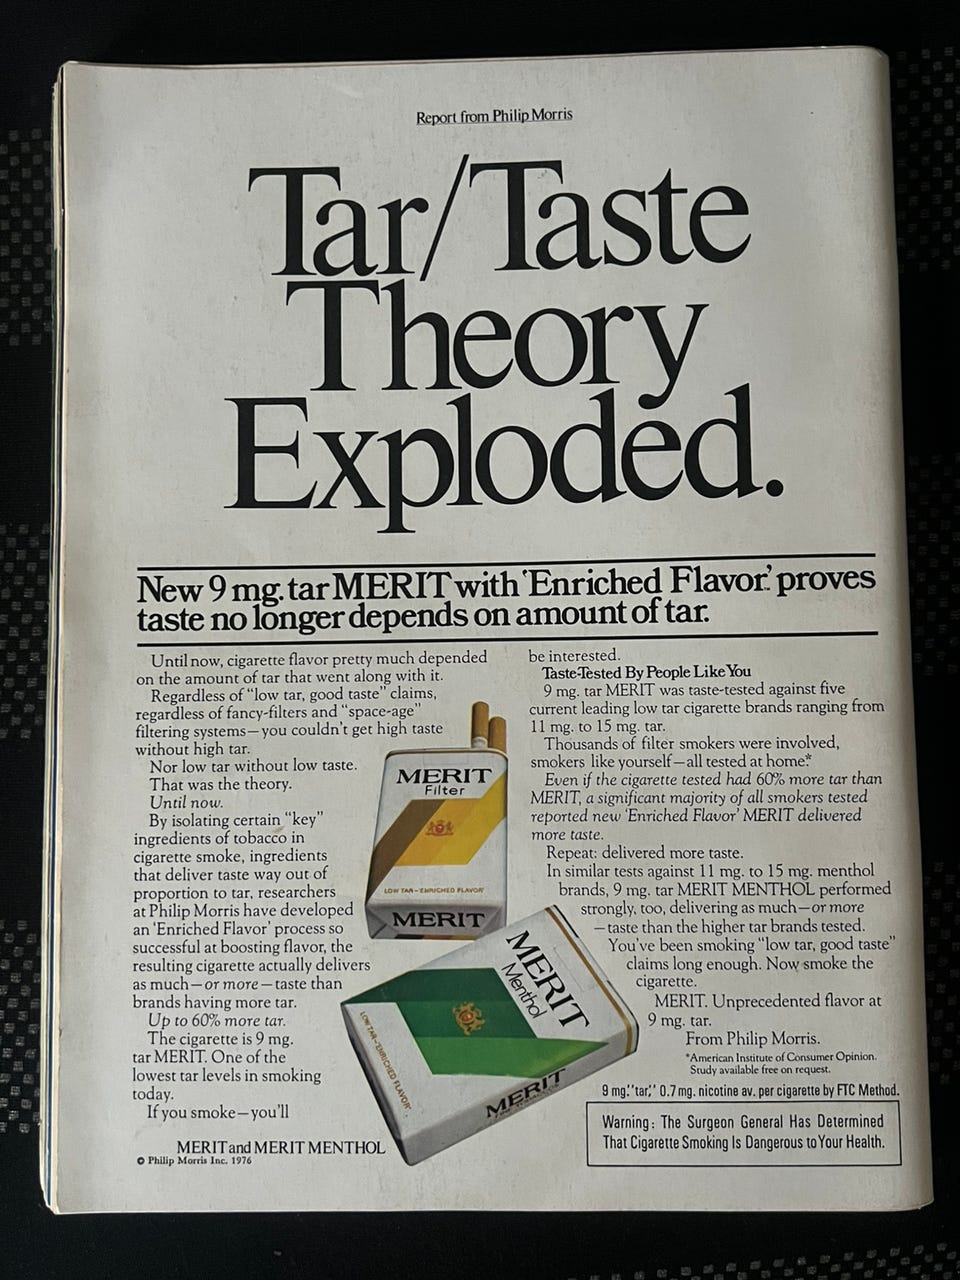 Report from Philip Morris
Tar/Taste
Theory
Exploded.
New 9 mg. tar MERIT with 'Enriched Flavor.' proves
taste no longer depends on amount of tar.
Until now, cigarette flavor pretty much depended
on the amount of tar that went along with it.
Regardless of "low tar, good taste" claims,
regardless of fancy-filters and "space-age"
filtering systems—you couldn't get high taste
without high tar.
Nor low tar without low taste.
That was the theory.
Until now.
By isolating certain "key"
ingredients of tobacco in
cigarette smoke, ingredients
that deliver taste way out of
proportion to tar, researchers
at Philip Morris have developed
an 'Enriched Flavor' process so
successful at boosting flavor, the
resulting cigarette actually delivers
as much—or more—taste than
brands having more tar.
Up to 60% more tar.
The cigarette is 9 mg.
tar MERIT. One of the
lowest tar levels in smoking
today.
If you smoke—you'll
be interested.
Taste-Tested By People Like You
9 mg. tar MERIT was taste-tested against five
current leading low tar cigarette brands ranging from
11 mg. to 15 mg. tar.
Thousands of filter smokers were involved,
smokers like yourself—all tested at home.*
Even if the cigarette tested had 60% more tar than
MERIT, a significant majority of all smokers tested
reported new 'Enriched Flavor' MERIT delivered
more taste.
Repeat: delivered more taste.
In similar tests against 11 mg. to 15 mg. menthol
brands, 9 mg. tar MERIT MENTHOL performed
strongly, too, delivering as much—or more
—taste than the higher tar brands tested.
You've been smoking "low tar, good taste"
claims long enough. Now smoke the
cigarette.
MERIT. Unprecedented flavor at
9 mg. tar.
From Philip Morris.
*American Institute of Consumer Opinion.
Study available free on request.
9 mg. "tar," 0.7 mg. nicotine av. per cigarette by FTC Method.
Warning: The Surgeon General Has Determined
That Cigarette Smoking Is Dangerous to Your Health.
MERIT
Filter
LOW TAR-'ENRICHED FLAVOR'
MERIT
MERIT
Menthol
LOW TAR-'ENRICHED FLAVOR'
MERIT
MERIT and MERIT MENTHOL
© Philip Morris Inc. 1976